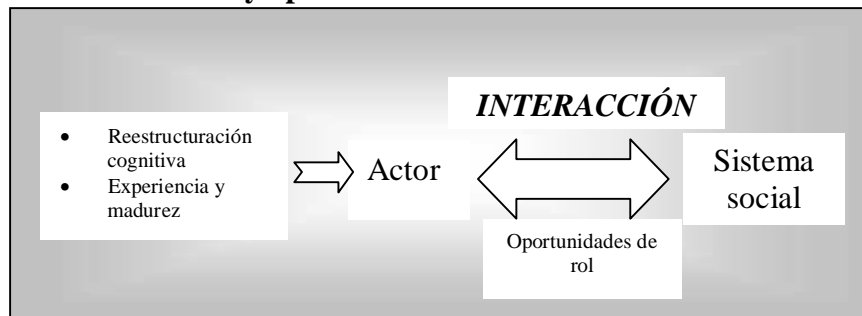 INTERACCIÓN
• Reestructuración
cognitiva
• Experiencia y
madurez
Actor
Sistema
social
Oportunidades de
rol